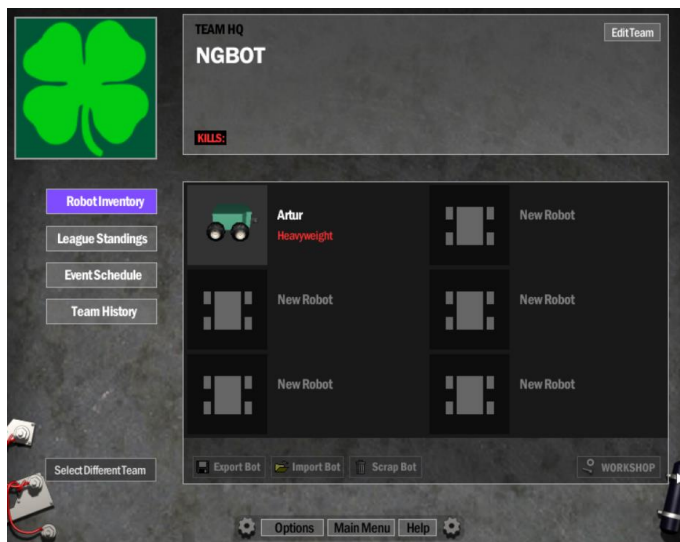 TEAM HQ
Edit Team
NGBOT
KILLS:
Robot Inventory
League Standings
Event Schedule
Team History
Select Different Team
Artur
Heavyweight
New Robot
New Robot
New Robot
New Robot
New Robot
Export Bot
Import Bot
Scrap Bot
WORKSHOP
Options
Main Menu
Help